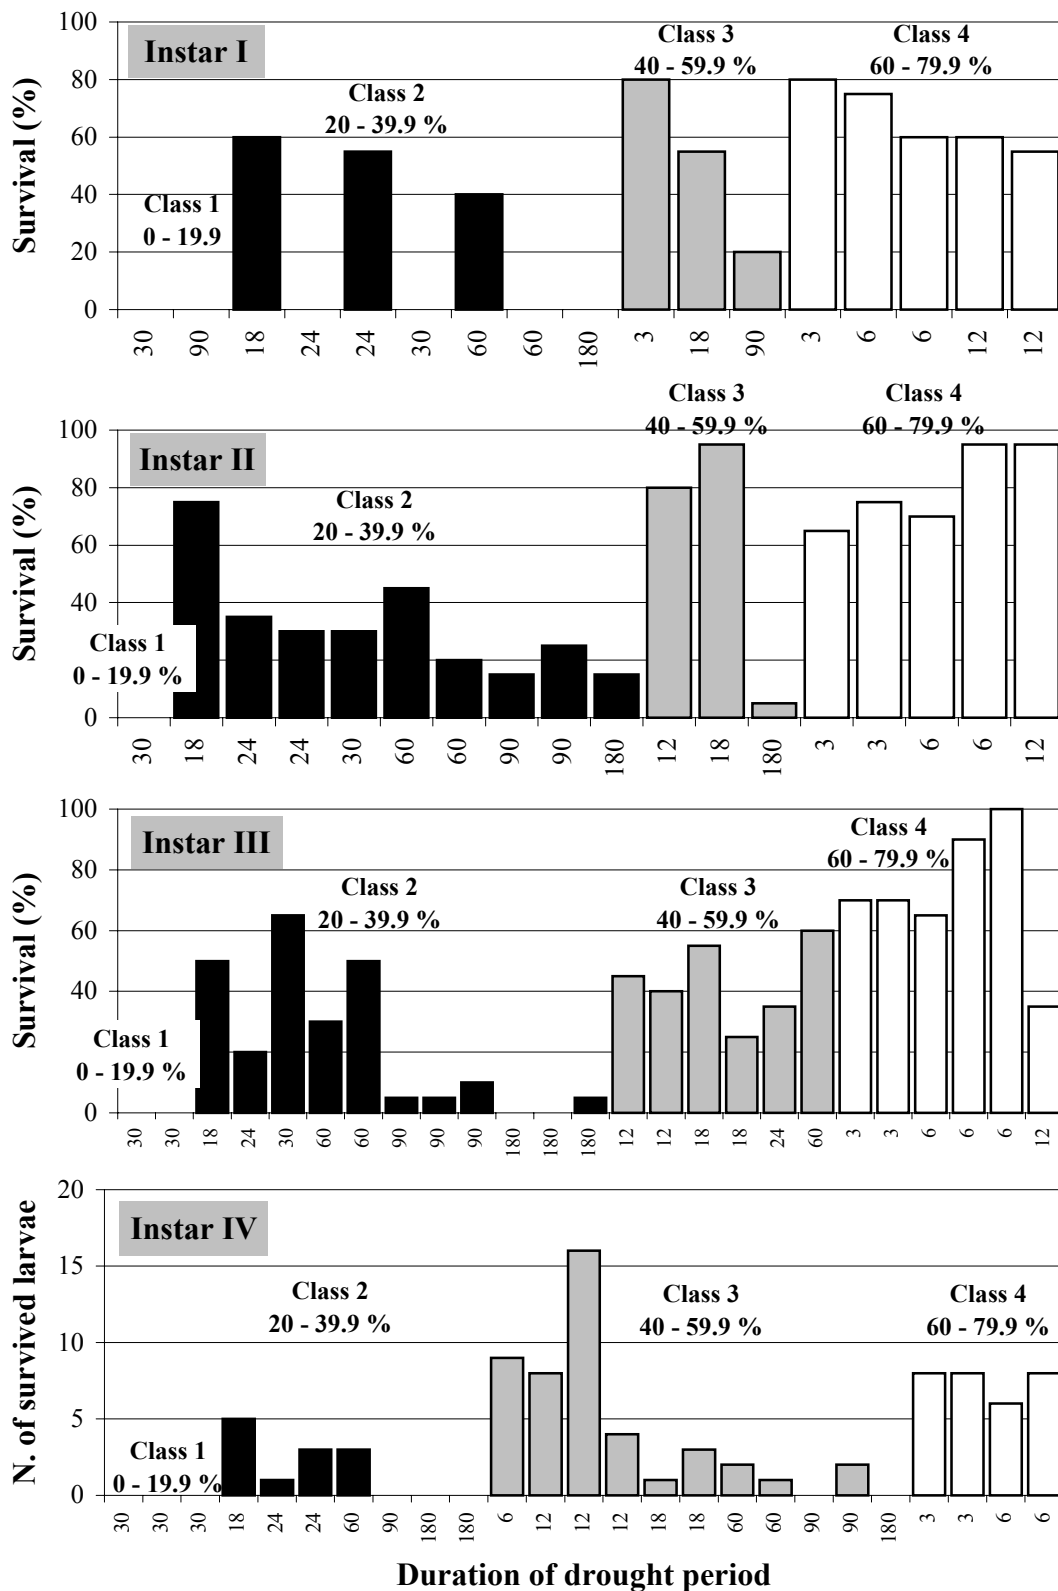 100
80
60
40
20
0
Survival (%)
Instar I
Class 1
0 - 19.9
Class 2
20 - 39.9 %
Class 3
40 - 59.9 %
Class 4
60 - 79.9 %
30 90 18 24 24 30 60 60 180 3 18 90 3 6 6 12 12
100
80
60
40
20
0
Survival (%)
Instar II
Class 1
0 - 19.9 %
Class 2
20 - 39.9 %
Class 3
40 - 59.9 %
Class 4
60 - 79.9 %
30 18 24 24 30 60 60 90 90 180 12 18 180 3 3 6 6 12
100
80
60
40
20
0
Survival (%)
Instar III
Class 1
0 - 19.9 %
Class 2
20 - 39.9 %
Class 3
40 - 59.9 %
Class 4
60 - 79.9 %
30 30 18 24 30 60 60 90 90 90 180 180 180 12 12 18 18 24 60 3 3 6 6 6 12
20
15
10
5
0
N. of survived larvae
Instar IV
Class 1
0 - 19.9 %
Class 2
20 - 39.9 %
Class 3
40 - 59.9 %
Class 4
60 - 79.9 %
30 30 30 18 24 24 60 90 180 180 6 12 12 12 18 18 60 60 90 90 180 3 3 6 6
Duration of drought period